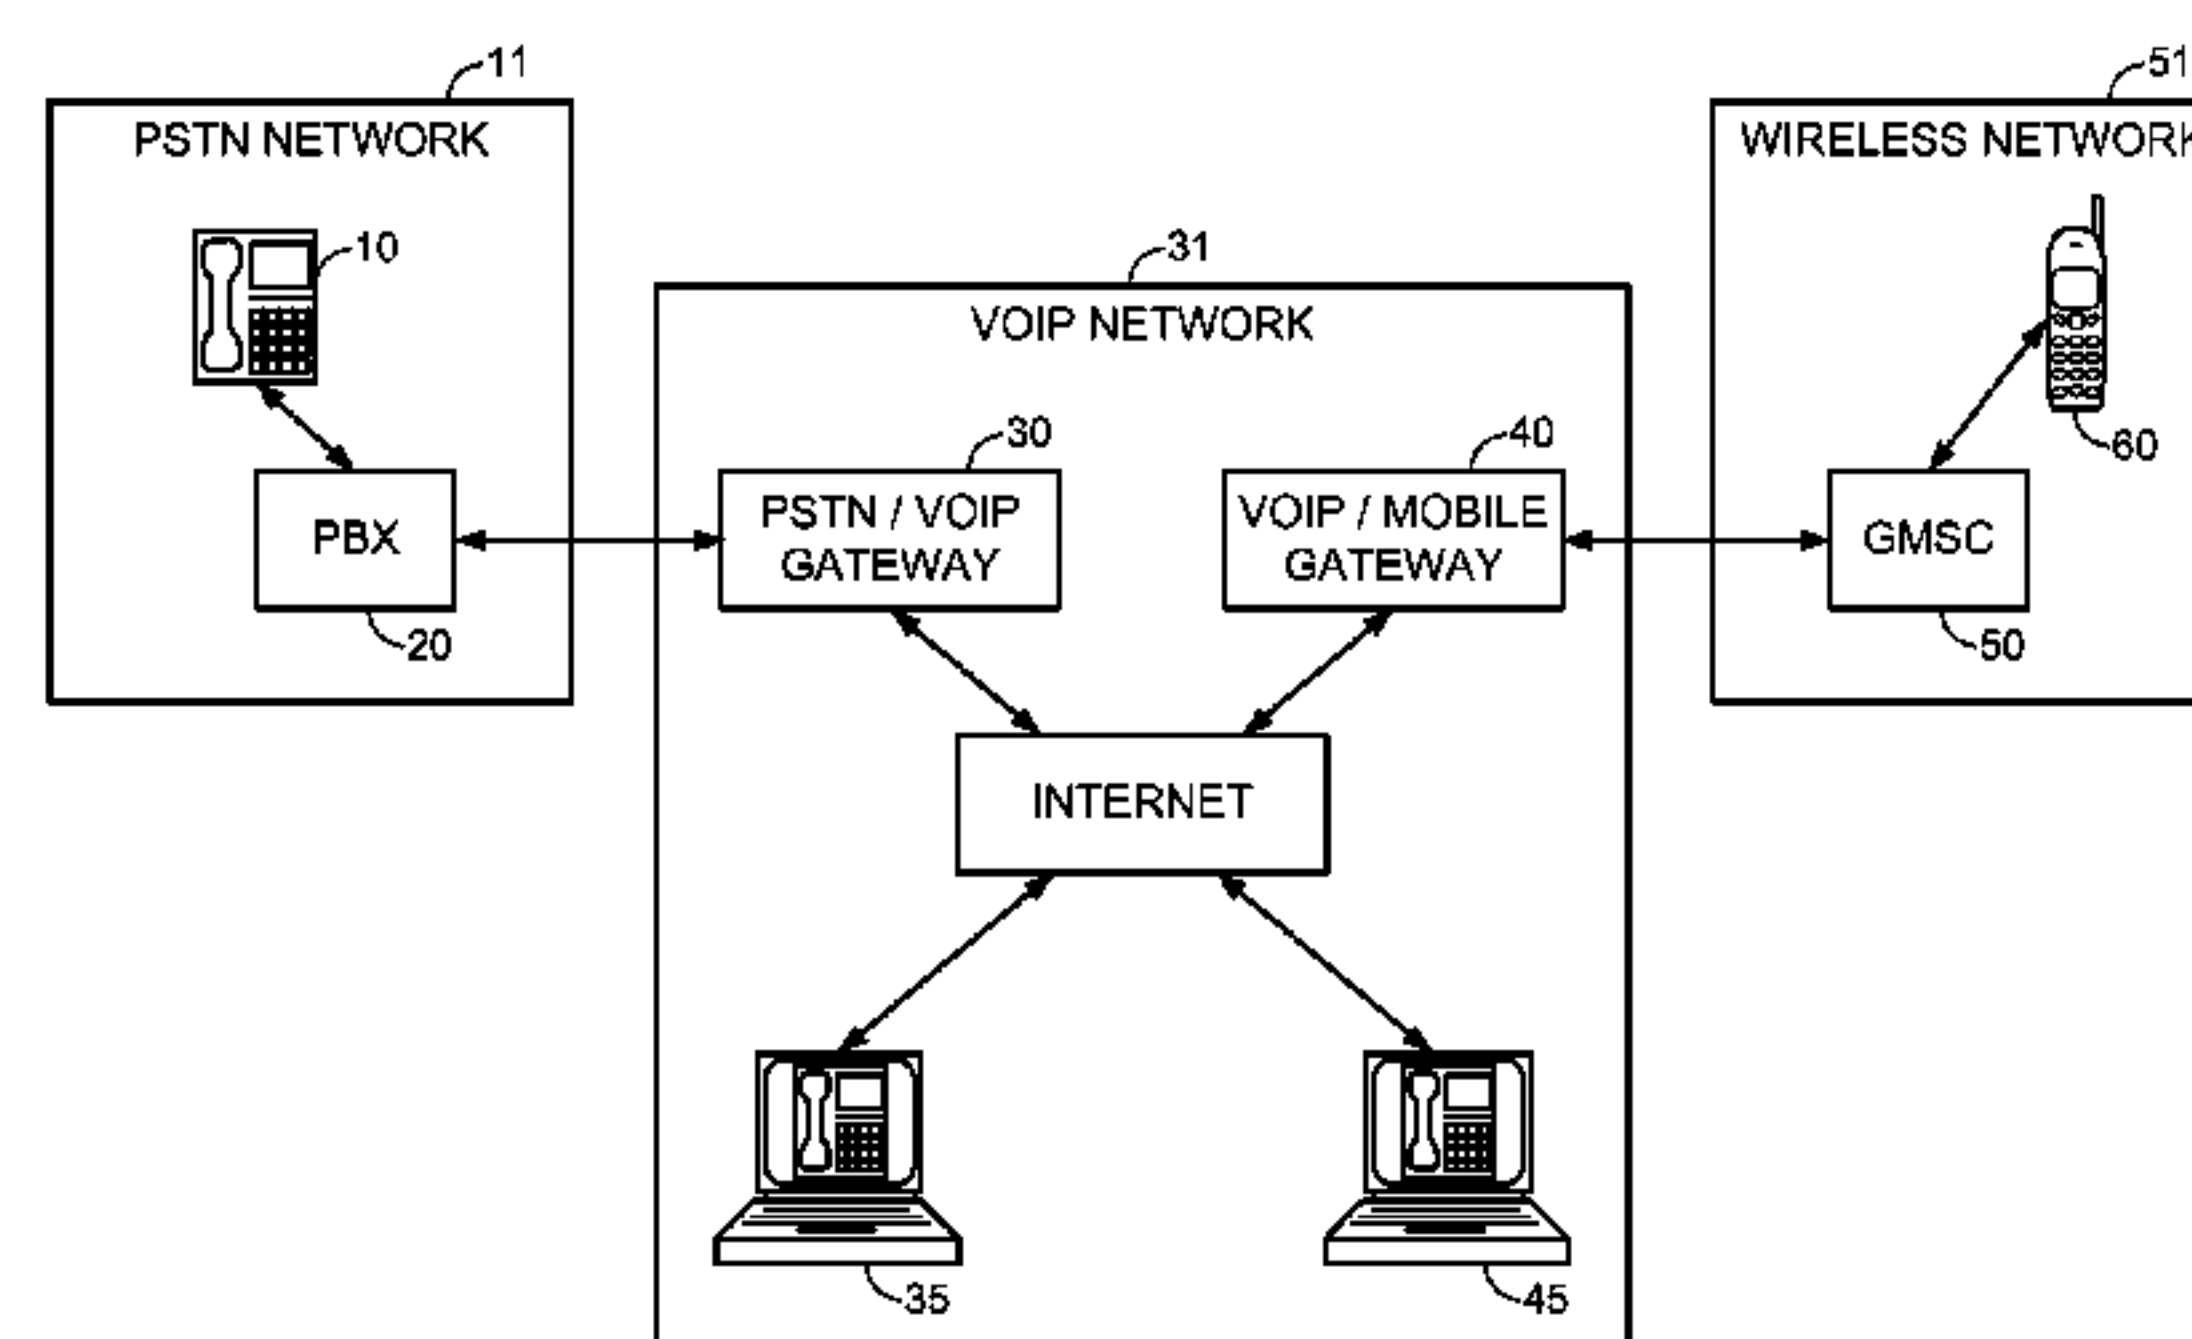 11
PSTN NETWORK
10
PBX
20
31
VOIP NETWORK
30
PSTN / VOIP
GATEWAY
40
VOIP / MOBILE
GATEWAY
INTERNET
35
45
51
WIRELESS NETWORK
60
GMSC
50